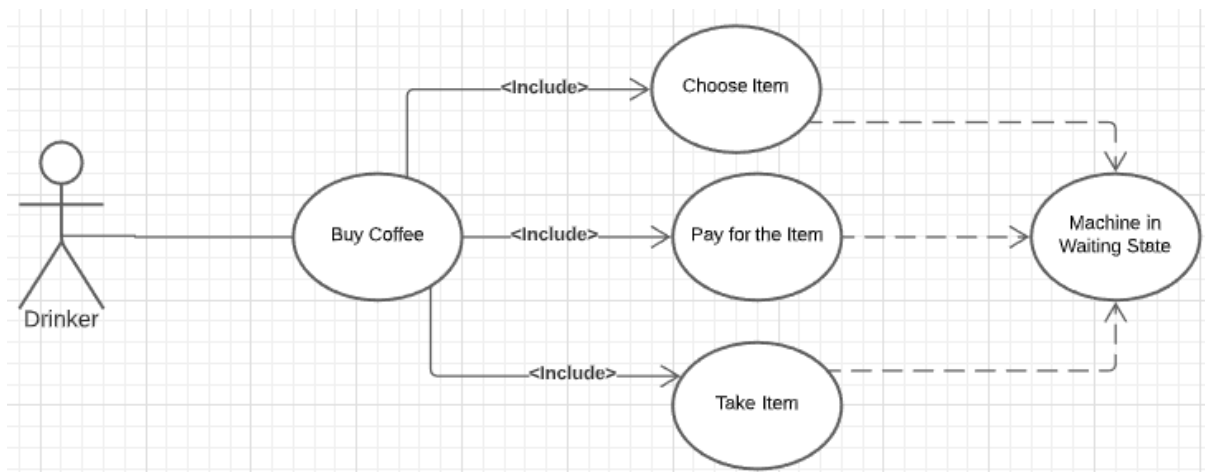 <Include>
Choose Item
Buy Coffee
<Include>
Pay for the Item
Machine in
Waiting State
Drinker
<Include>
Take Item